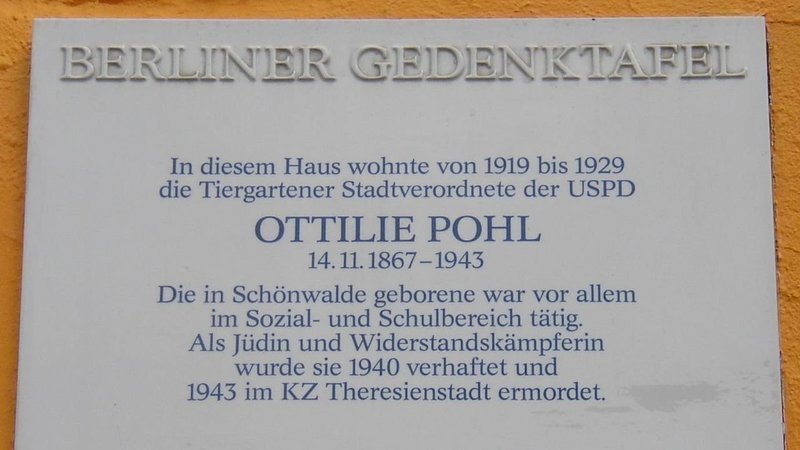 BERLINER GEDENKTAFEL
In diesem Haus wohnte von 1919 bis 1929
die Tiergartener Stadtverordnete der USPD
OTTILIE POHL
14.11.1867–1943
Die in Schönwalde geborene war vor allem
im Sozial- und Schulbereich tätig.
Als Jüdin und Widerstandskämpferin
wurde sie 1940 verhaftet und
1943 im KZ Theresienstadt ermordet.